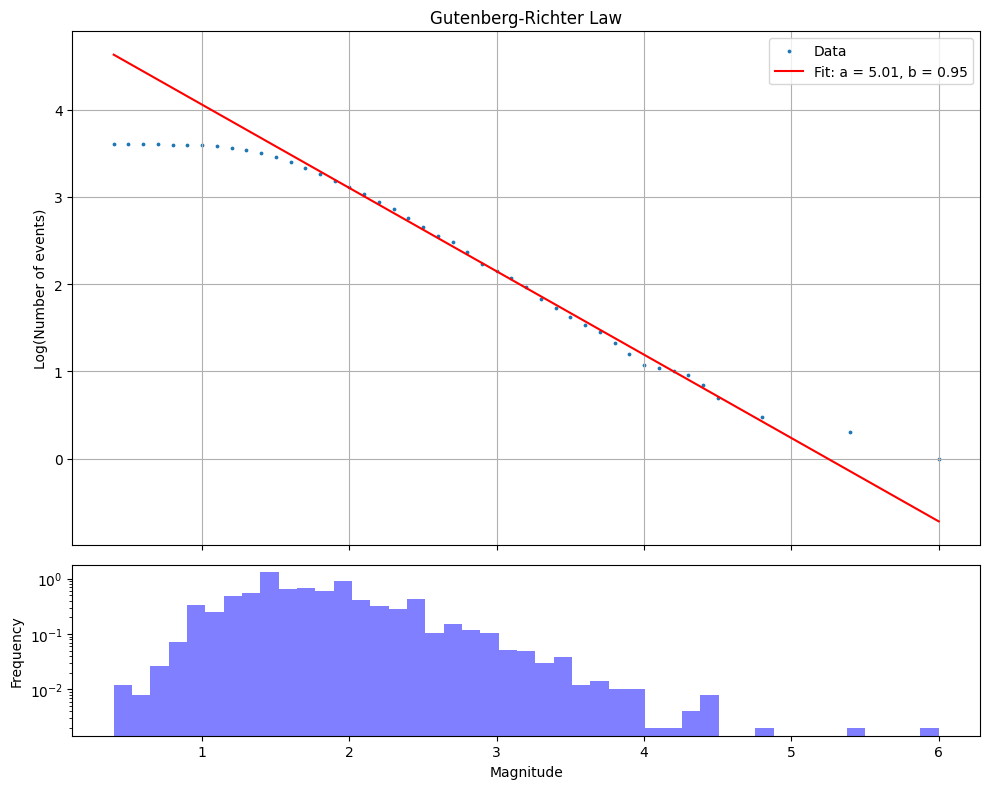 Gutenberg-Richter Law
Data
Fit: a = 5.01, b = 0.95
Log(Number of events)
4
3
2
1
0
Frequency
10⁰
10⁻¹
10⁻²
1 2 3 4 5 6
Magnitude